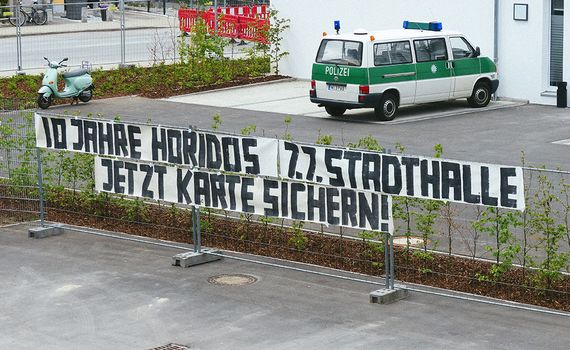 POLIZEI
10 JAHRE HORIDOS 7.7. STADTHALLE
JETZT KARTE SICHERN!